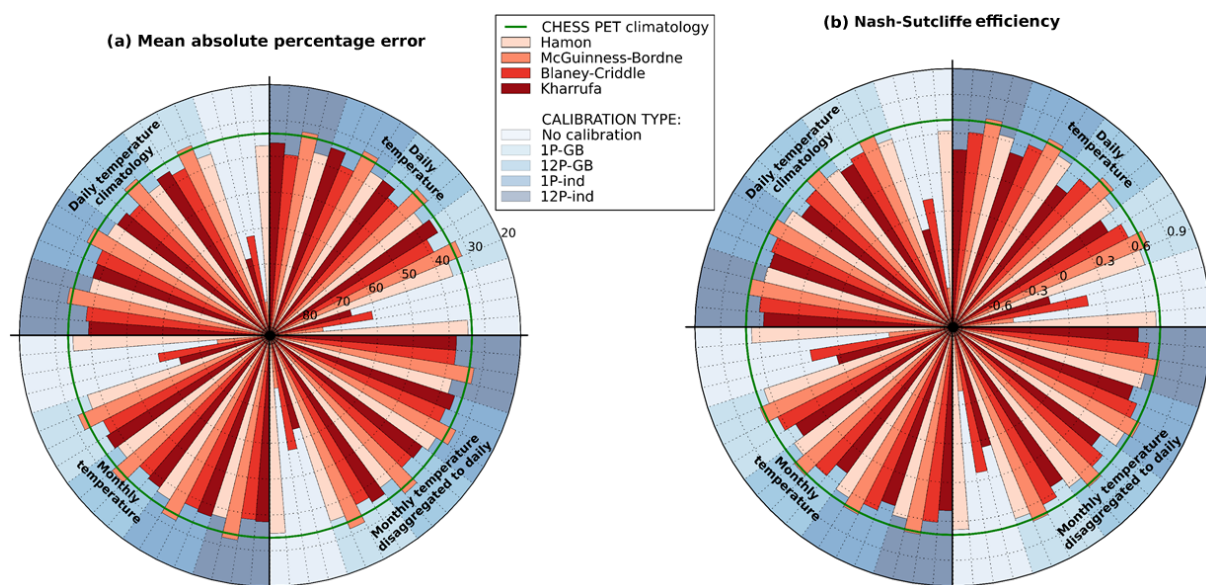 (a) Mean absolute percentage error
CHESS PET climatology
Hamon
McGuinness-Bordne
Blaney-Criddle
Kharrufa
CALIBRATION TYPE:
No calibration
1P-GB
12P-GB
1P-ind
12P-ind
(b) Nash-Sutcliffe efficiency
Daily temperature
climatology
Daily
temperature
20
30
40
50
60
70
80
Monthly
temperature
Monthly temperature
disaggregated to daily
Daily temperature
climatology
Daily
temperature
0.9
0.6
0.3
0
-0.3
-0.6
Monthly
temperature
Monthly temperature
disaggregated to daily